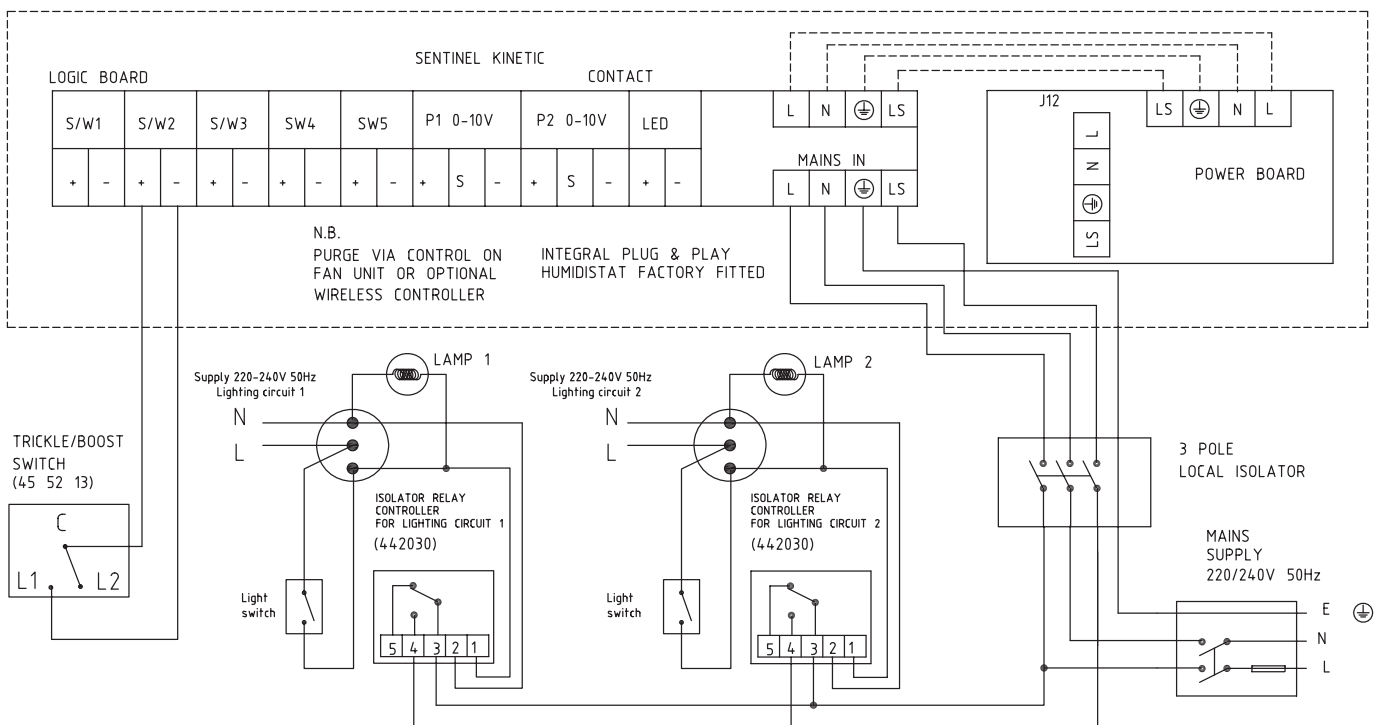 SENTINEL KINETIC
LOGIC BOARD
CONTACT
S/W1 S/W2 S/W3 SW4 SW5 P1 0-10V P2 0-10V LED
+ - + - + - + - + - + S - + S - + -
L N LS
MAINS IN
L N LS
J12
LS N L
L
N
LS
POWER BOARD
N.B.
PURGE VIA CONTROL ON
FAN UNIT OR OPTIONAL
WIRELESS CONTROLLER
INTEGRAL PLUG & PLAY
HUMIDISTAT FACTORY FITTED
TRICKLE/BOOST
SWITCH
(45 52 13)
C
L1 L2
Supply 220-240V 50Hz
Lighting circuit 1
N
L
LAMP 1
ISOLATOR RELAY
CONTROLLER
FOR LIGHTING CIRCUIT 1
(442030)
Light
switch
5 4 3 2 1
Supply 220-240V 50Hz
Lighting circuit 2
N
L
LAMP 2
ISOLATOR RELAY
CONTROLLER
FOR LIGHTING CIRCUIT 2
(442030)
Light
switch
5 4 3 2 1
3 POLE
LOCAL ISOLATOR
MAINS
SUPPLY
220/240V 50Hz
E
N
L